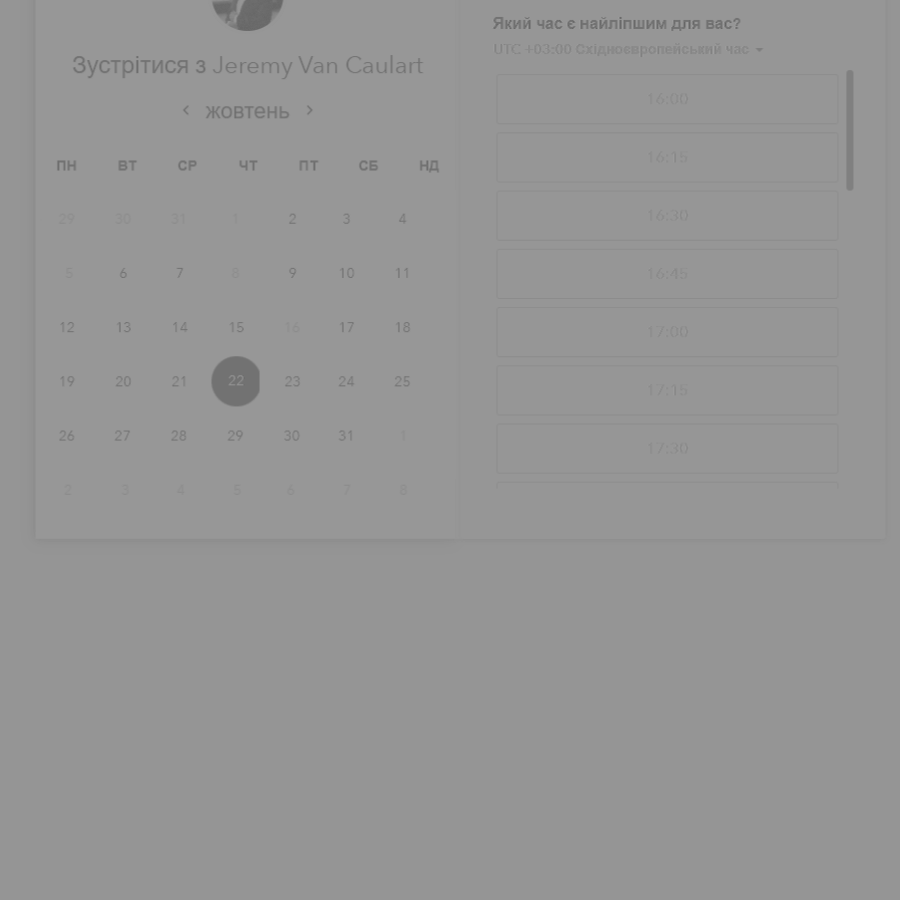 Зустрітися з Jeremy Van Caulart
жовтень
ПН ВТ СР ЧТ ПТ СБ НД
29 30 31 1 2 3 4
5 6 7 8 9 10 11
12 13 14 15 16 17 18
19 20 21 22 23 24 25
26 27 28 29 30 31 1
2 3 4 5 6 7 8
Який час є найліпшим для вас?
UTC +03:00 Східноєвропейський час
16:00
16:15
16:30
16:45
17:00
17:15
17:30